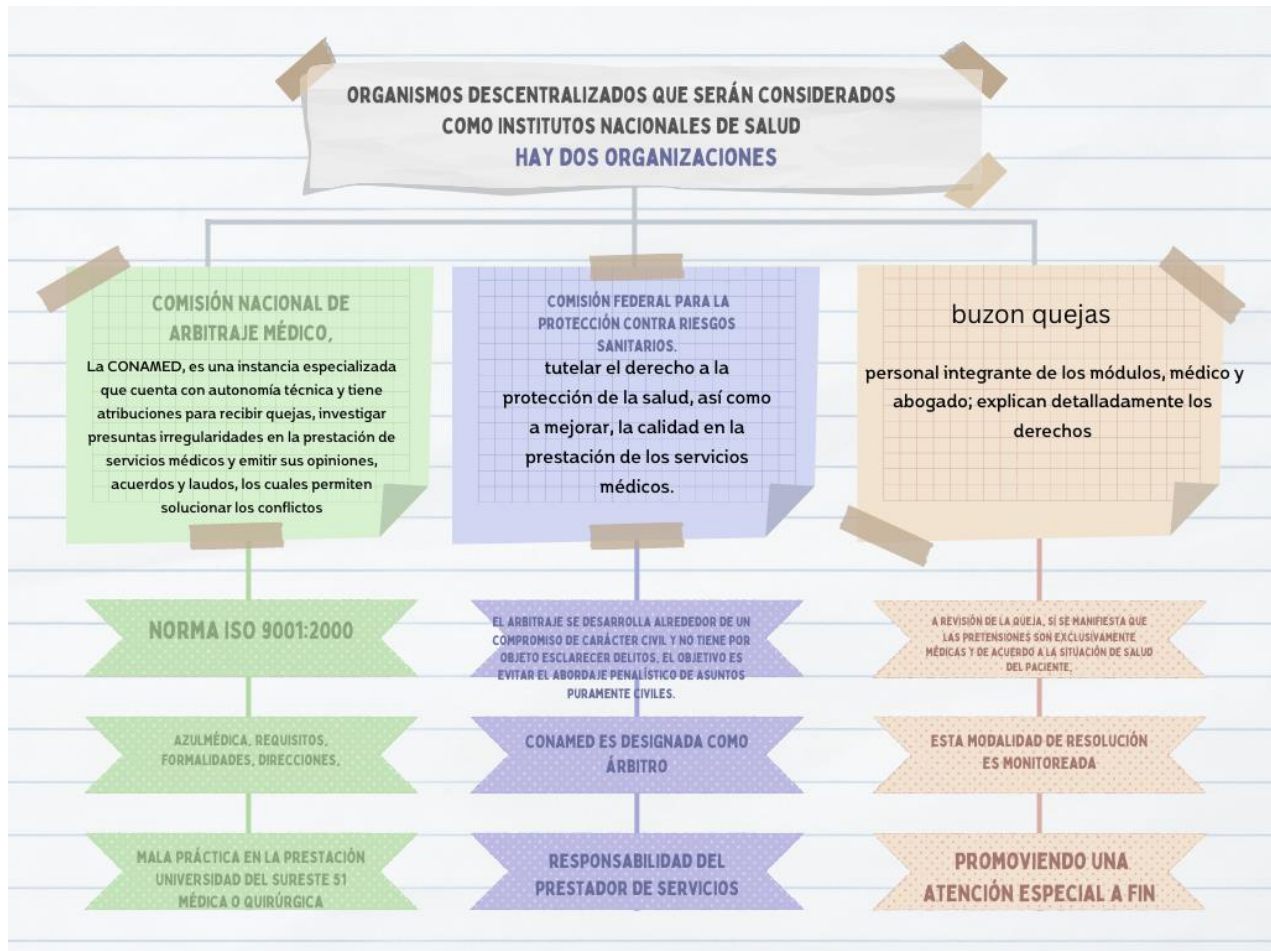 ORGANISMOS DESCENTRALIZADOS QUE SERÁN CONSIDERADOS
COMO INSTITUTOS NACIONALES DE SALUD
HAY DOS ORGANIZACIONES
COMISIÓN NACIONAL DE
ARBITRAJE MÉDICO,
La CONAMED, es una instancia especializada
que cuenta con autonomía técnica y tiene
atribuciones para recibir quejas, investigar
presuntas irregularidades en la prestación de
servicios médicos y emitir sus opiniones,
acuerdos y laudos, los cuales permiten
solucionar los conflictos
NORMA ISO 9001:2000
AZULMÉDICA, REQUISITOS,
FORMALIDADES, DIRECCIONES,
MALA PRÁCTICA EN LA PRESTACIÓN
UNIVERSIDAD DEL SURESTE 51
MÉDICA O QUIRÚRGICA
COMISIÓN FEDERAL PARA LA
PROTECCIÓN CONTRA RIESGOS
SANITARIOS.
tutelar el derecho a la
protección de la salud, así como
a mejorar, la calidad en la
prestación de los servicios
médicos.
EL ARBITRAJE SE DESARROLLA ALREDEDOR DE UN
COMPROMISO DE CARÁCTER CIVIL Y NO TIENE POR
OBJETO ESCLARECER DELITOS, EL OBJETIVO ES
EVITAR EL ABORDAJE PENALÍSTICO DE ASUNTOS
PURAMENTE CIVILES.
CONAMED ES DESIGNADA COMO
ÁRBITRO
RESPONSABILIDAD DEL
PRESTADOR DE SERVICIOS
buzon quejas
personal integrante de los módulos, médico y
abogado; explican detalladamente los
derechos
A REVISIÓN DE LA QUEJA, SÍ SE MANIFIESTA QUE
LAS PRETENSIONES SON EXCLUSIVAMENTE
MÉDICAS Y DE ACUERDO A LA SITUACIÓN DE SALUD
DEL PACIENTE,
ESTA MODALIDAD DE RESOLUCIÓN
ES MONITOREADA
PROMOVIENDO UNA
ATENCIÓN ESPECIAL A FIN